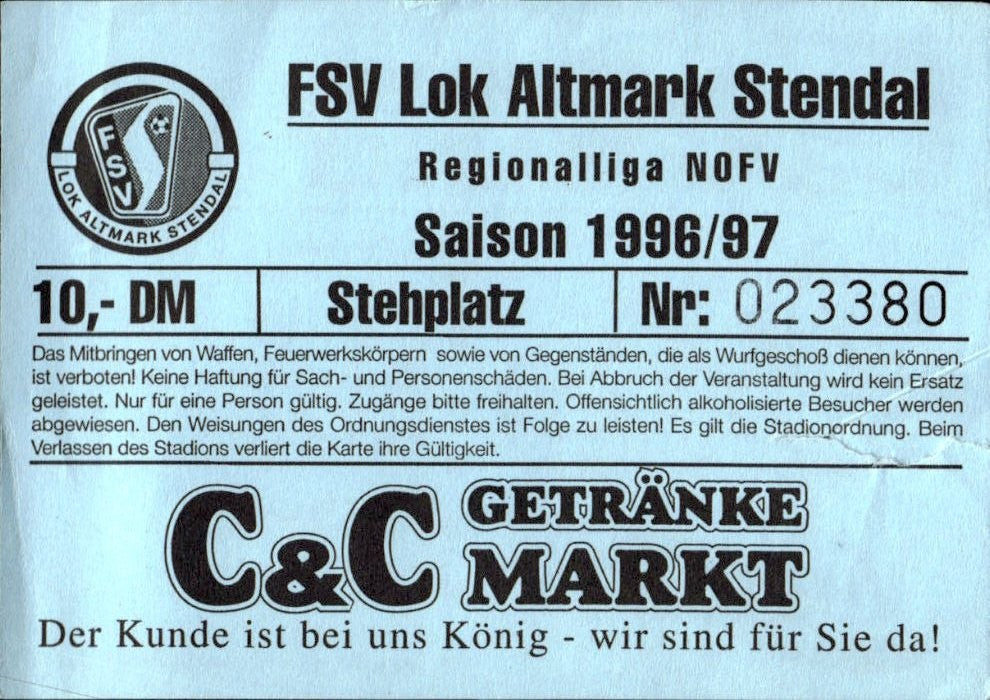 FSV Lok Altmark Stendal
FSV
LOK ALTMARK STENDAL
Regionalliga NOFV
Saison 1996/97
10,- DM Stehplatz Nr: 023380
Das Mitbringen von Waffen, Feuerwerkskörpern sowie von Gegenständen, die als Wurfgeschoß dienen können,
ist verboten! Keine Haftung für Sach- und Personenschäden. Bei Abbruch der Veranstaltung wird kein Ersatz
geleistet. Nur für eine Person gültig. Zugänge bitte freihalten. Offensichtlich alkoholisierte Besucher werden
abgewiesen. Den Weisungen des Ordnungsdienstes ist Folge zu leisten! Es gilt die Stadionordnung. Beim
Verlassen des Stadions verliert die Karte ihre Gültigkeit.
C&C GETRÄNKE
MARKT
Der Kunde ist bei uns König - wir sind für Sie da!